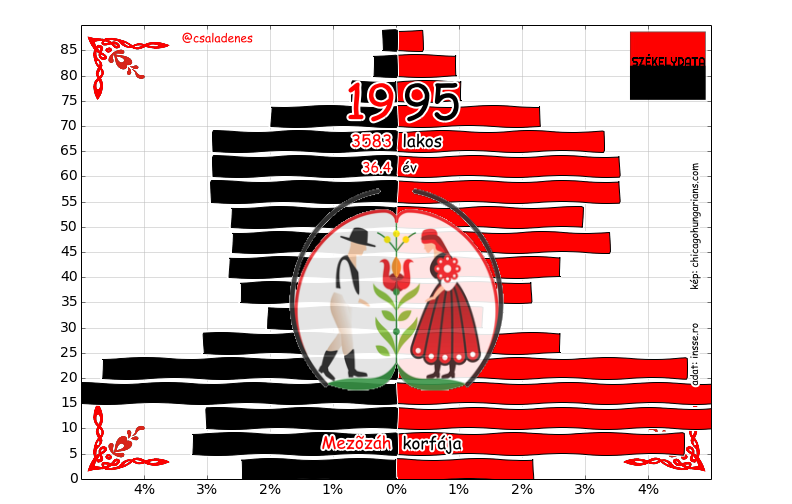 @csaladenes
SZÉKELYDATA
1995
3583 lakos
36.4 év
kép: chicagohungarians.com
adat: insse.ro
Mezőzáh korfája
85
80
75
70
65
60
55
50
45
40
35
30
25
20
15
10
5
0
4% 3% 2% 1% 0% 1% 2% 3% 4%